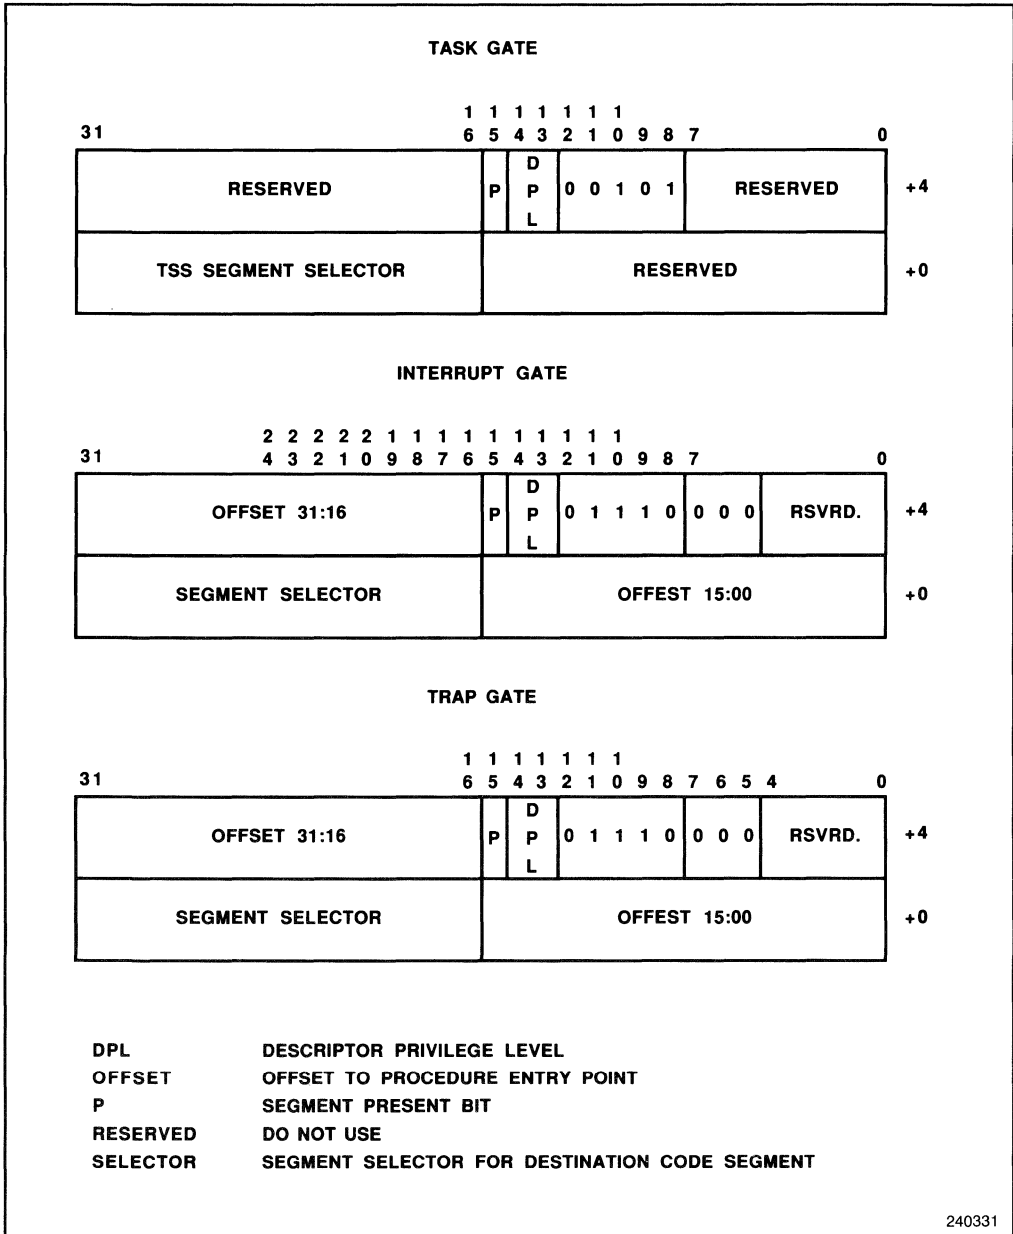 TASK GATE
1 1 1 1 1 1 1
31 6 5 4 3 2 1 0 9 8 7 0
RESERVED P D P L 0 0 1 0 1 RESERVED +4
TSS SEGMENT SELECTOR RESERVED +0
INTERRUPT GATE
2 2 2 2 2 1 1 1 1 1 1 1 1 1 1
31 4 3 2 1 0 9 8 7 6 5 4 3 2 1 0 9 8 7 0
OFFSET 31:16 P D P L 0 1 1 1 0 0 0 0 RSVRD. +4
SEGMENT SELECTOR OFFEST 15:00 +0
TRAP GATE
1 1 1 1 1 1 1
31 6 5 4 3 2 1 0 9 8 7 6 5 4 0
OFFSET 31:16 P D P L 0 1 1 1 0 0 0 0 RSVRD. +4
SEGMENT SELECTOR OFFEST 15:00 +0
DPL DESCRIPTOR PRIVILEGE LEVEL
OFFSET OFFSET TO PROCEDURE ENTRY POINT
P SEGMENT PRESENT BIT
RESERVED DO NOT USE
SELECTOR SEGMENT SELECTOR FOR DESTINATION CODE SEGMENT
240331